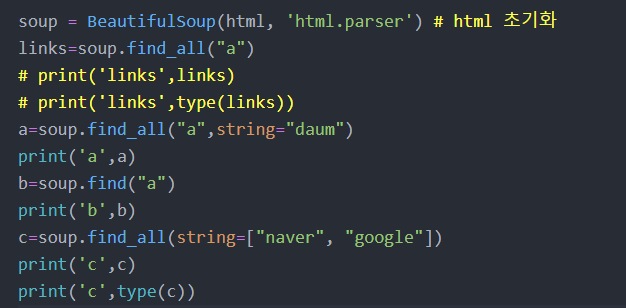 soup = BeautifulSoup(html, 'html.parser') # html 초기화
links=soup.find_all("a")
# print('links',links)
# print('links',type(links))
a=soup.find_all("a",string="daum")
print('a',a)
b=soup.find("a")
print('b',b)
c=soup.find_all(string=["naver", "google"])
print('c',c)
print('c',type(c))